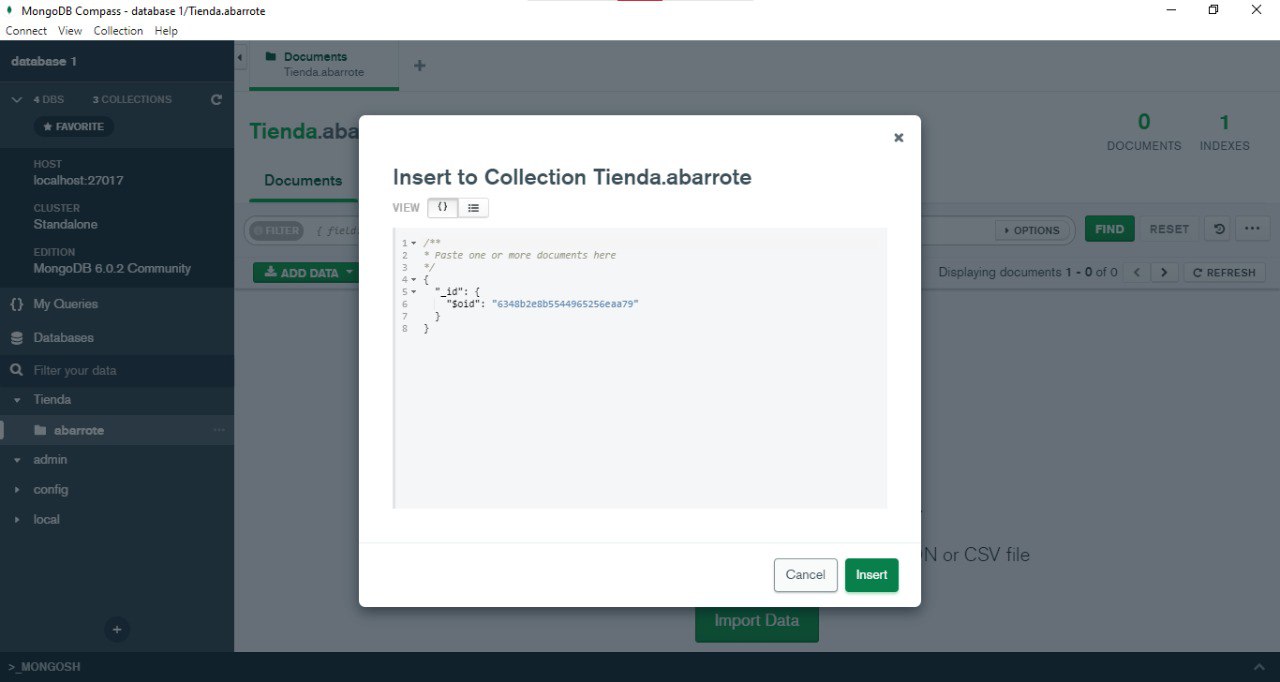 MongoDB Compass - database 1/Tienda.abarrote
Connect View Collection Help
database 1
4 DBS 3 COLLECTIONS
★ FAVORITE
HOST
localhost:27017
CLUSTER
Standalone
EDITION
MongoDB 6.0.2 Community
{} My Queries
Databases
Filter your data
Tienda
abarrote
admin
config
local
>_MONGOSH
Documents
Tienda.abarrote
Tienda.aba
0
DOCUMENTS
1
INDEXES
Documents
FILTER { field:
OPTIONS FIND RESET
ADD DATA
Displaying documents 1 - 0 of 0
REFRESH
Insert to Collection Tienda.abarrote
VIEW {}
1 /**
2 * Paste one or more documents here
3 */
4 {
5 "_id": {
6 "$oid": "6348b2e8b5544965256eaa79"
7 }
8 }
Cancel Insert
N or CSV file
Import Data